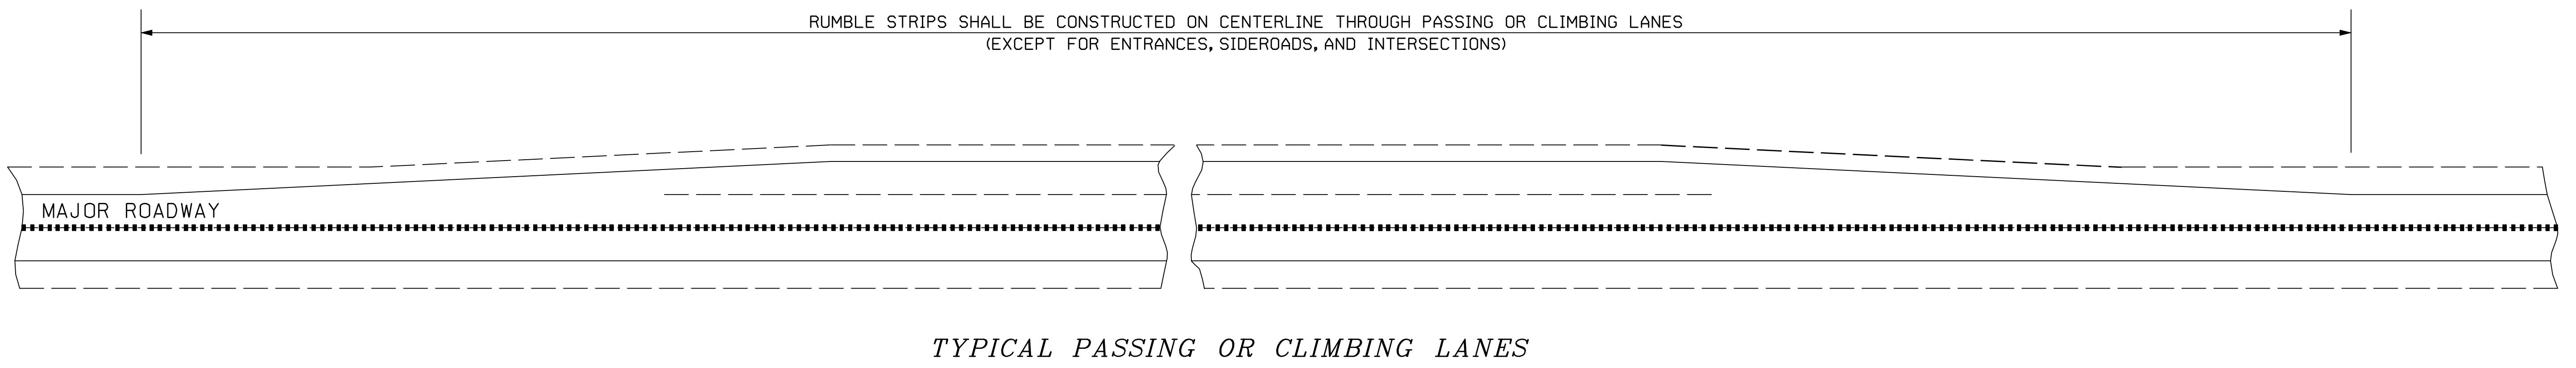 RUMBLE STRIPS SHALL BE CONSTRUCTED ON CENTERLINE THROUGH PASSING OR CLIMBING LANES
(EXCEPT FOR ENTRANCES, SIDEROADS, AND INTERSECTIONS)
MAJOR ROADWAY
TYPICAL PASSING OR CLIMBING LANES